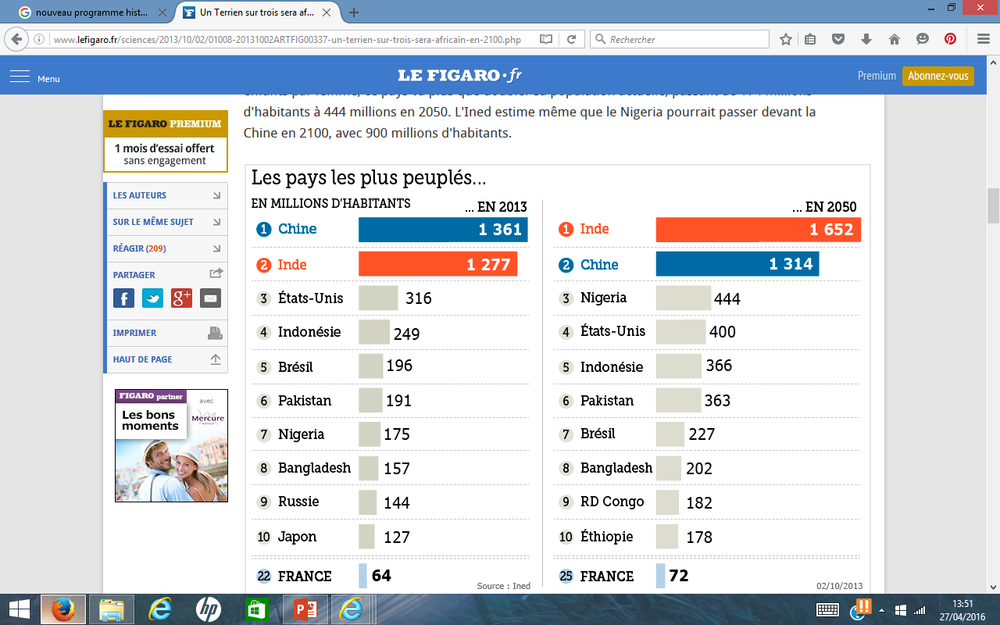 nouveau programme hist...
Un Terrien sur trois sera af...
www.lefigaro.fr/sciences/2013/10/02/01008-20131002ARTFIG00337-un-terrien-sur-trois-sera-africain-en-2100.php
Rechercher
Menu
LE FIGARO·fr
Premium
Abonnez-vous
d'habitants à 444 millions en 2050. L'Ined estime même que le Nigeria pourrait passer devant la
Chine en 2100, avec 900 millions d'habitants.
LE FIGARO PREMIUM
1 mois d'essai offert
sans engagement
LES AUTEURS
SUR LE MÊME SUJET
RÉAGIR (209)
PARTAGER
IMPRIMER
HAUT DE PAGE
FIGARO partner
avec
Les bons
moments
Mercure
HOTELS
Les pays les plus peuplés...
EN MILLIONS D'HABITANTS
... EN 2013
1 Chine 1 361
2 Inde 1 277
3 États-Unis 316
4 Indonésie 249
5 Brésil 196
6 Pakistan 191
7 Nigeria 175
8 Bangladesh 157
9 Russie 144
10 Japon 127
22 FRANCE 64
Source : Ined
... EN 2050
1 Inde 1 652
2 Chine 1 314
3 Nigeria 444
4 États-Unis 400
5 Indonésie 366
6 Pakistan 363
7 Brésil 227
8 Bangladesh 202
9 RD Congo 182
10 Éthiopie 178
25 FRANCE 72
02/10/2013
13:51
27/04/2016